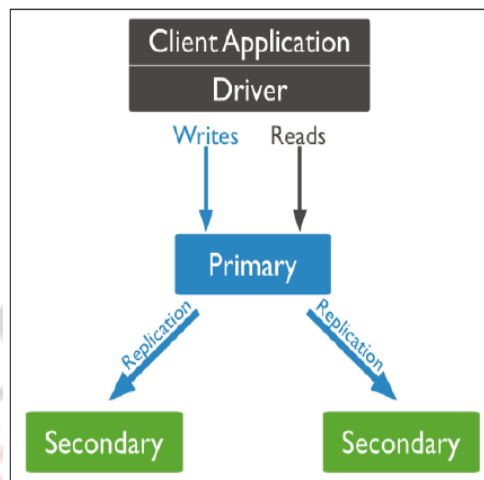 Client Application
Driver
Writes Reads
Primary
Replication Replication
Secondary Secondary